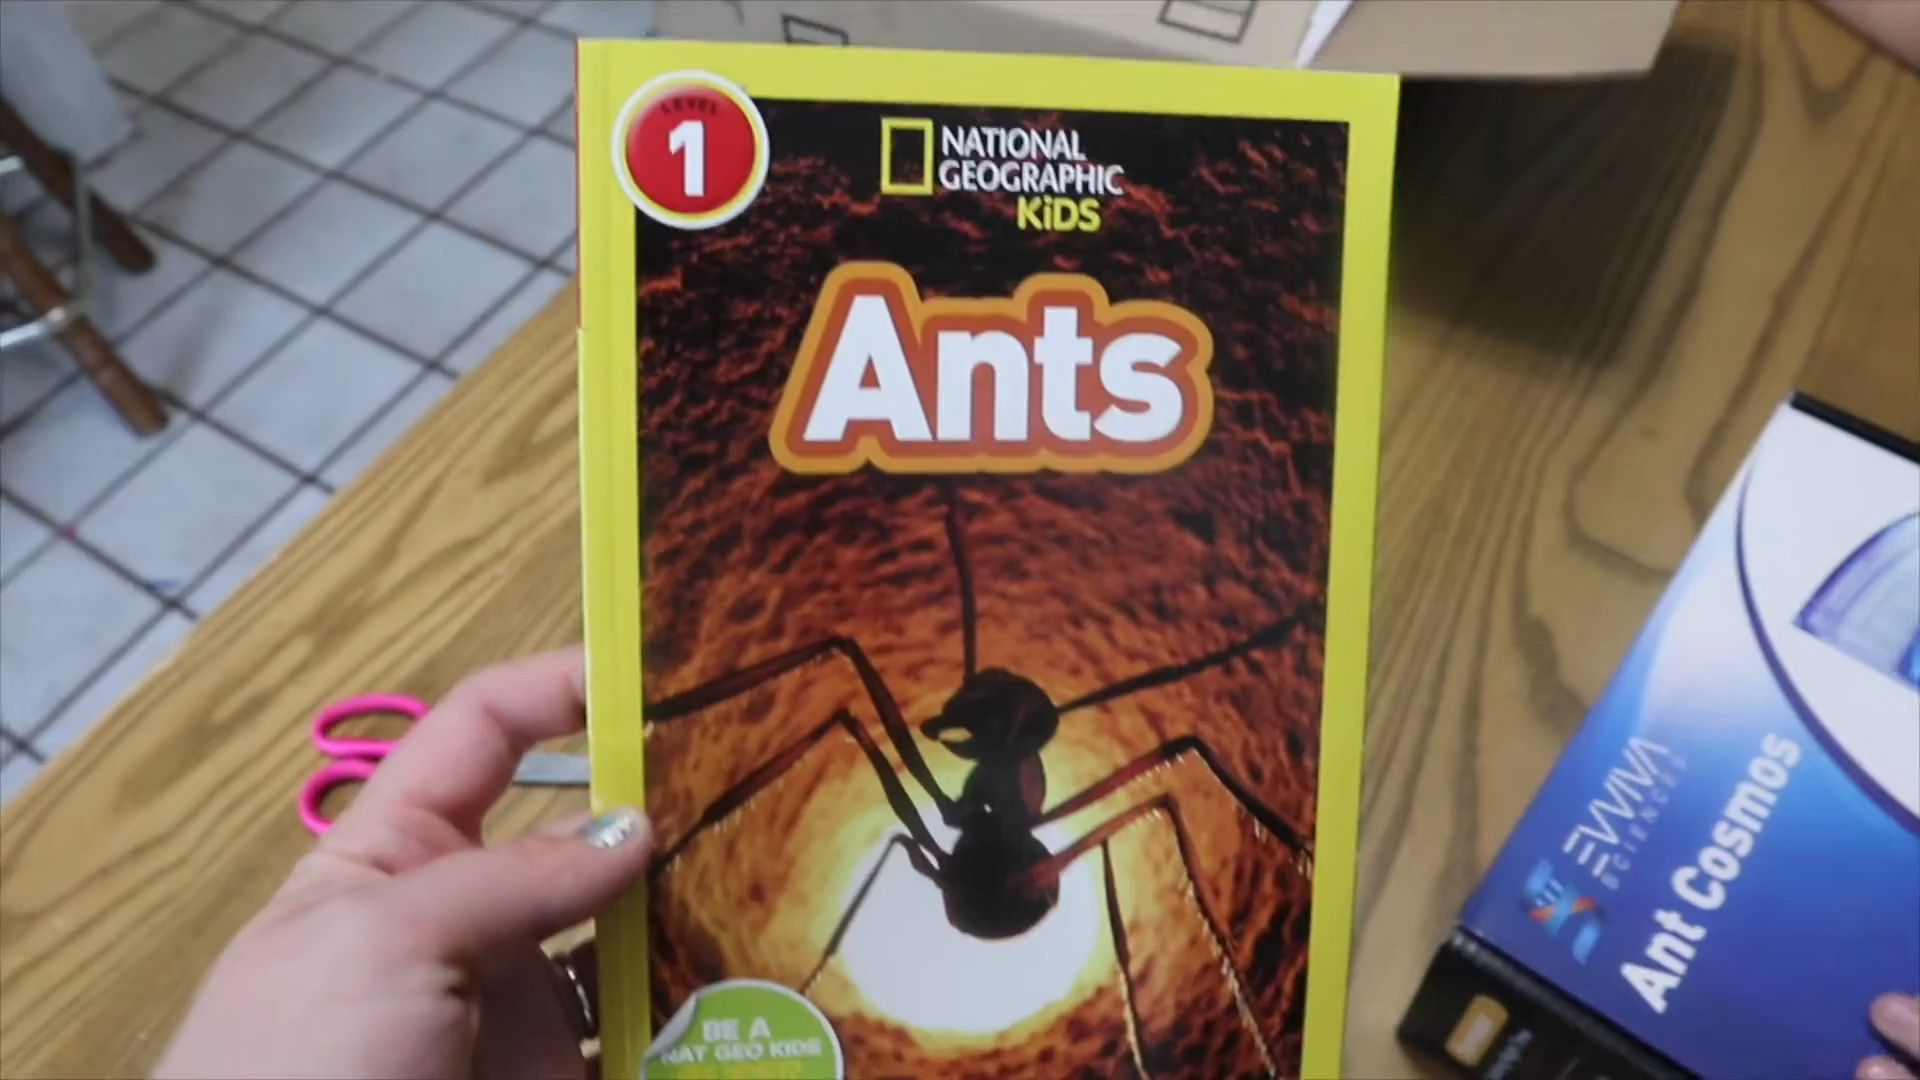 LEVEL
1
NATIONAL
GEOGRAPHIC
KiDS
Ants
BE A
NAT GEO KIDS
EVVIVA
SCIENCES
Ant Cosmos